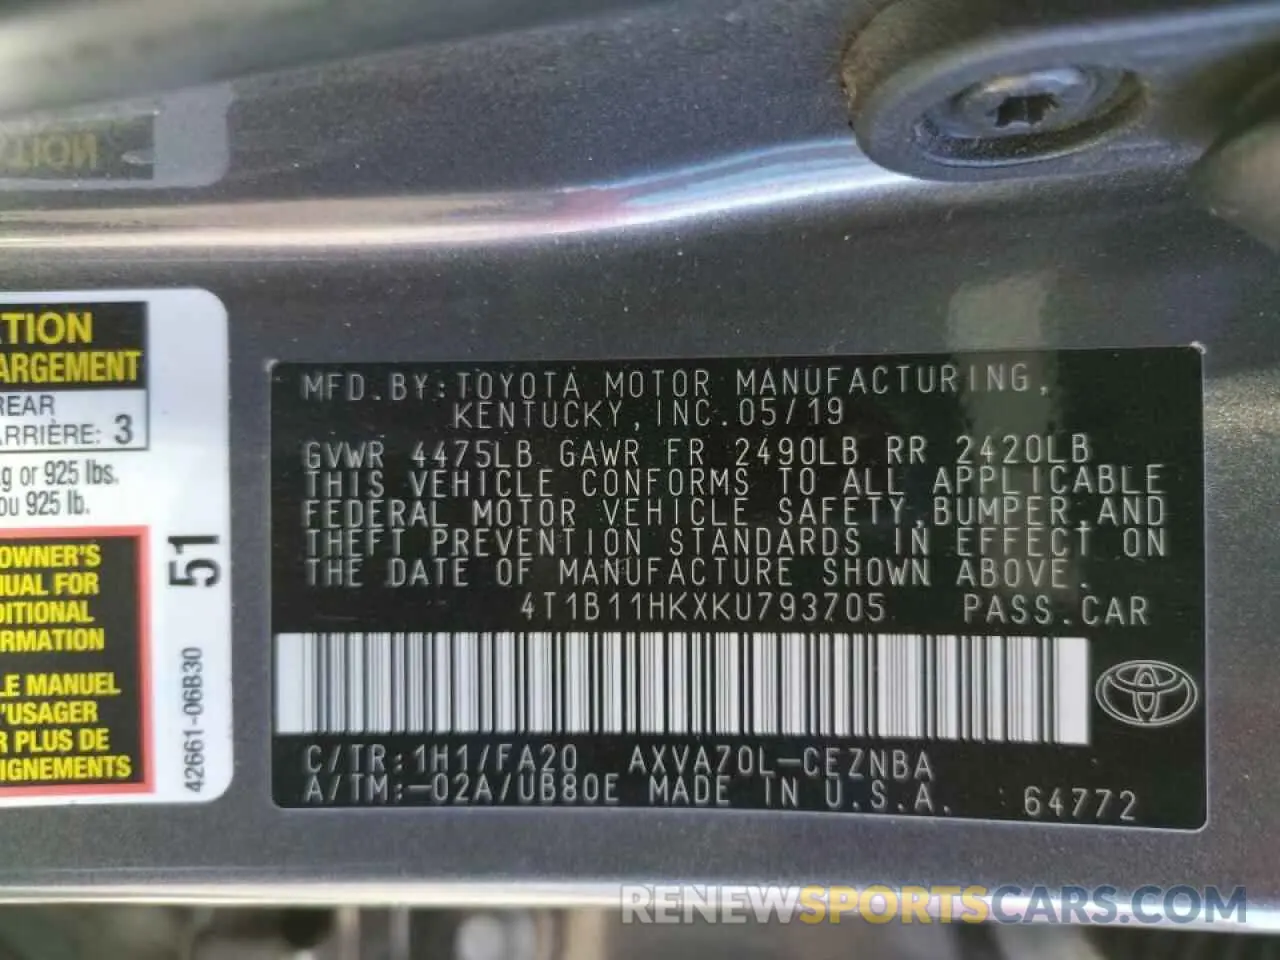 TION
ARGEMENT
REAR
ARRIÈRE: 3
g or 925 lbs.
ou 925 lb.
OWNER'S
NUAL FOR
DITIONAL
ORMATION
LE MANUEL
'USAGER
R PLUS DE
IGNEMENTS
51
42661-06B30
MFD.BY:TOYOTA MOTOR MANUFACTURING,
KENTUCKY,INC.05/19
GVWR 4475LB GAWR FR 2490LB RR 2420LB
THIS VEHICLE CONFORMS TO ALL APPLICABLE
FEDERAL MOTOR VEHICLE SAFETY,BUMPER,AND
THEFT PREVENTION STANDARDS IN EFFECT ON
THE DATE OF MANUFACTURE SHOWN ABOVE.
4T1B11HKXKU793705 PASS.CAR
C/TR:1H1/FA20 AXVA70L-CEZNBA
A/TM:-02A/UB80E MADE IN U.S.A. 64772
RENEWSPORTSCARS.COM